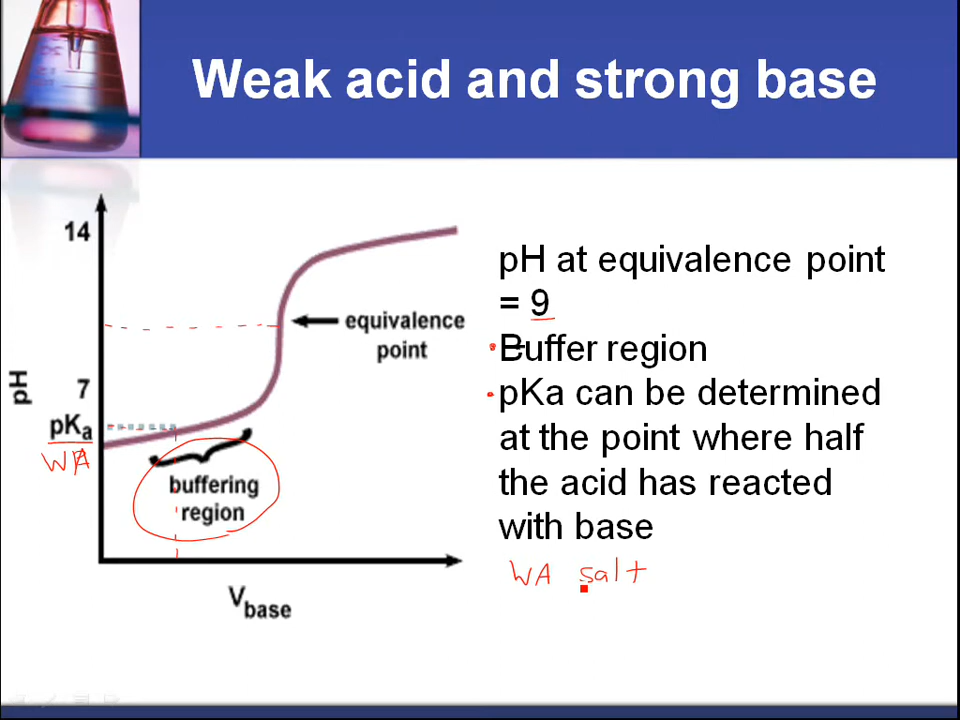 Weak acid and strong base
14
7
pH
pKa
WA
equivalence
point
buffering
region
Vbase
pH at equivalence point
= 9
Buffer region
pKa can be determined
at the point where half
the acid has reacted
with base
WA salt